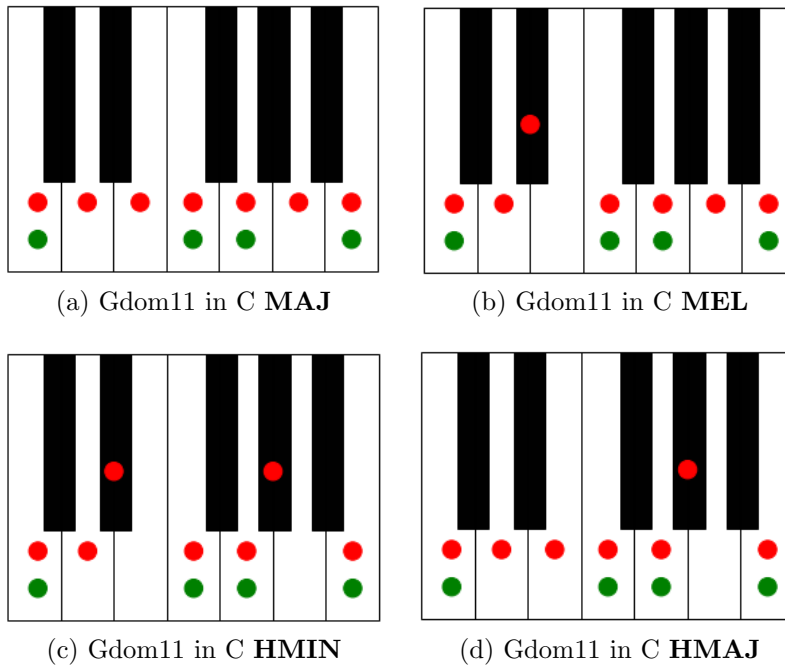 (a) Gdom11 in C MAJ
(b) Gdom11 in C MEL
(c) Gdom11 in C HMIN
(d) Gdom11 in C HMAJ